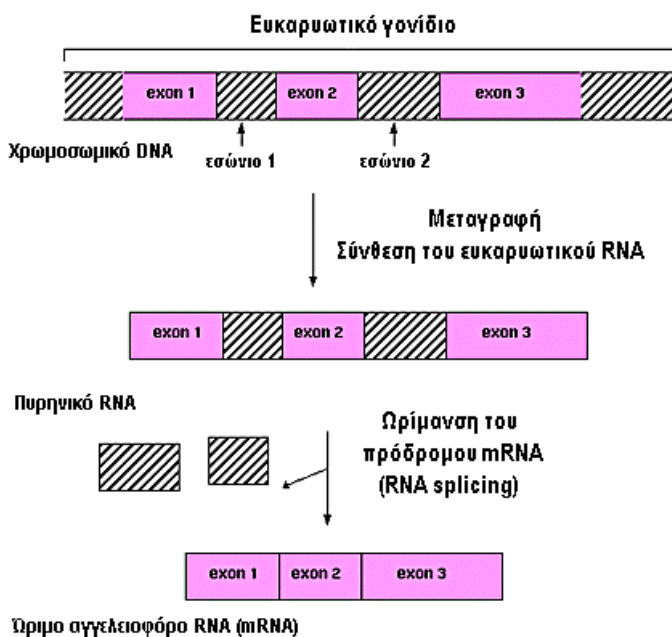 Ευκαρυωτικό γονίδιο
exon 1 exon 2 exon 3
Χρωμοσωμικό DNA
εσώνιο 1 εσώνιο 2
Μεταγραφή
Σύνθεση του ευκαρυωτικού RNA
exon 1 exon 2 exon 3
Πυρηνικό RNA
Ωρίμανση του
πρόδρομου mRNA
(RNA splicing)
exon 1 exon 2 exon 3
Ώριμο αγγελειοφόρο RNA (mRNA)